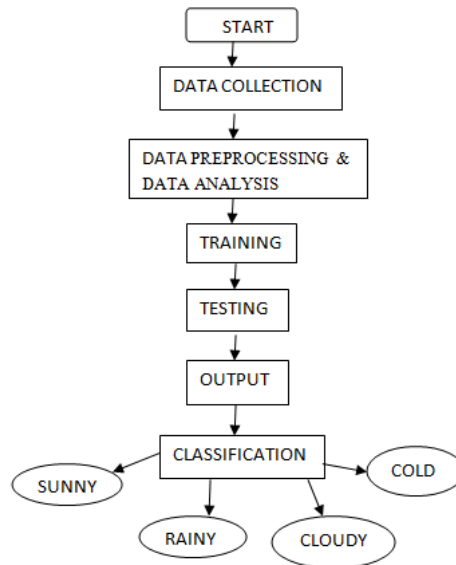 START
DATA COLLECTION
DATA PREPROCESSING &
DATA ANALYSIS
TRAINING
TESTING
OUTPUT
CLASSIFICATION
COLD
SUNNY
RAINY
CLOUDY